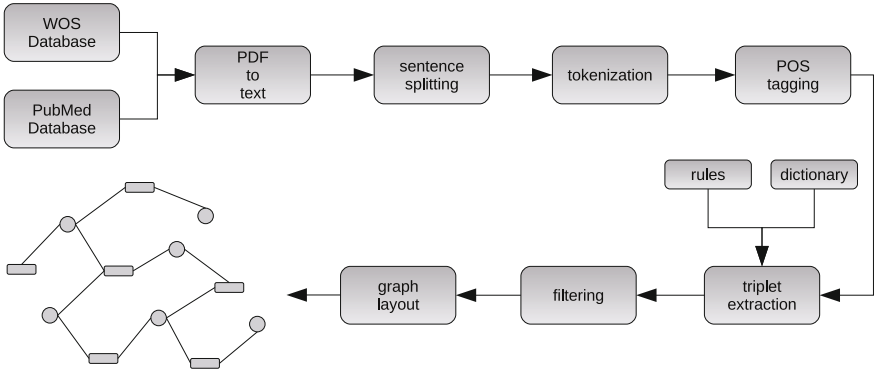 WOS
Database
PDF
to
text
sentence
splitting
tokenization
POS
tagging
PubMed
Database
rules
dictionary
triplet
extraction
filtering
graph
layout